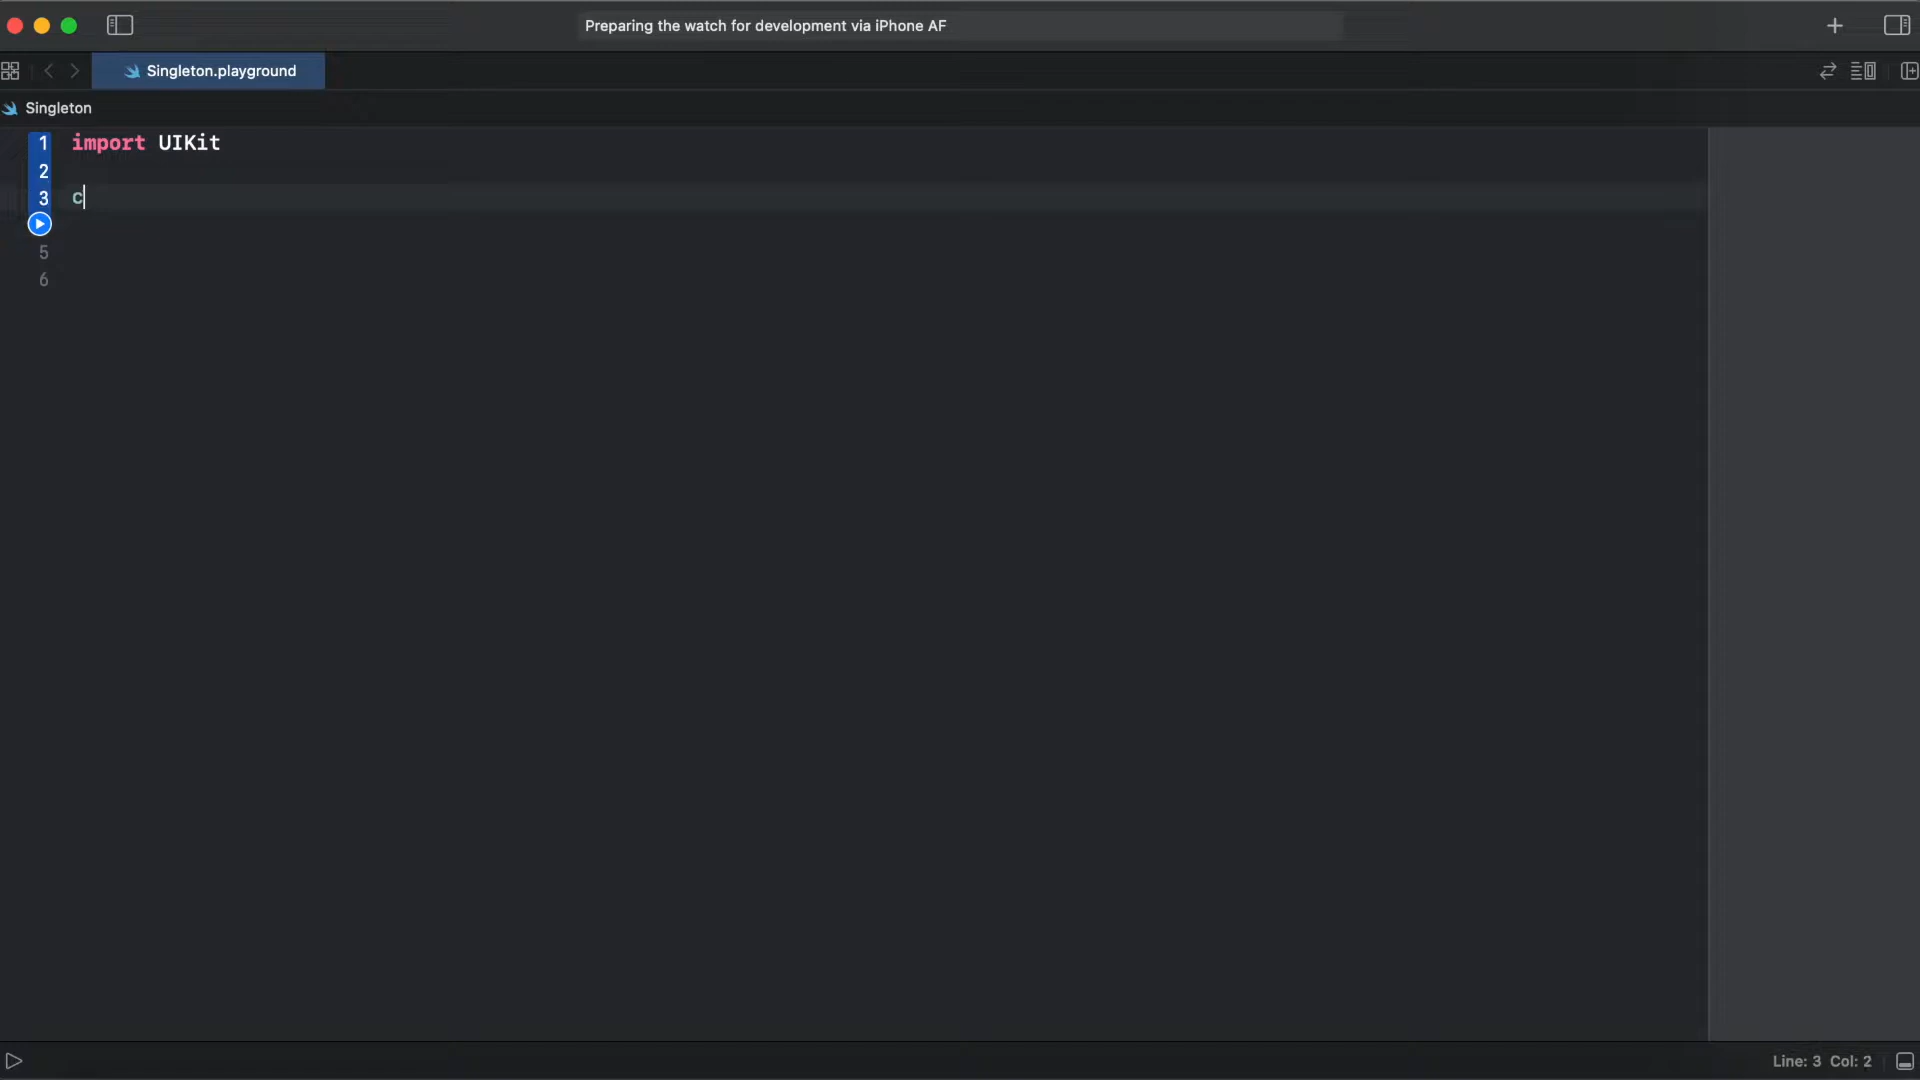 Preparing the watch for development via iPhone AF
Singleton.playground
Singleton
1 import UIKit
2
3 c
5
6
Line: 3 Col: 2